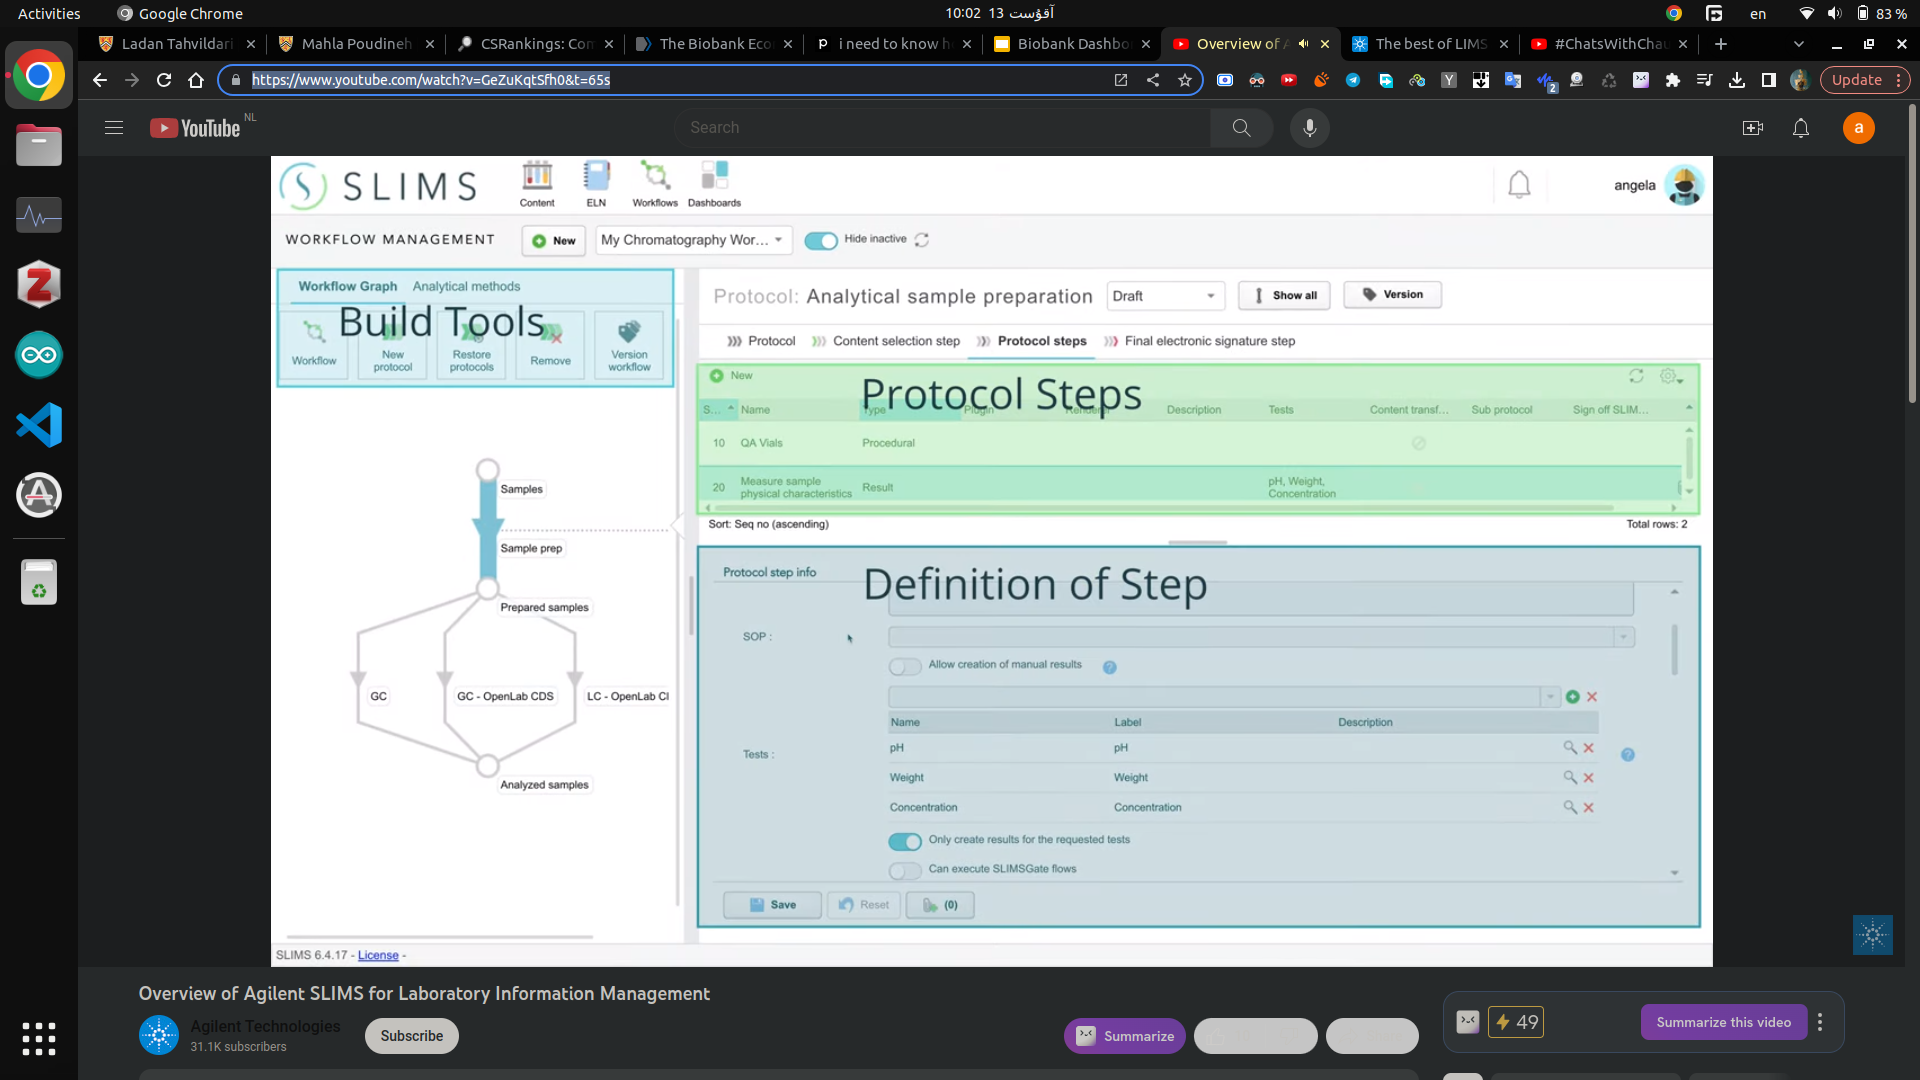 Activities
Google Chrome
10:02 13 آقۇست
en
83 %
Ladan Tahvildari
Mahla Poudineh
CSRankings: Com
The Biobank Eco
i need to know h
Biobank Dashbo
Overview of A
The best of LIMS
#ChatsWithChau
https://www.youtube.com/watch?v=GeZuKqtSfh0&t=65s
2
Update
YouTube NL
Search
a
SLIMS
Content
ELN
Workflows
Dashboards
angela
WORKFLOW MANAGEMENT
New
My Chromatography Wor...
Hide inactive
Workflow Graph
Analytical methods
Build Tools
Workflow
New protocol
Restore protocols
Remove
Version workflow
Samples
Sample prep
Prepared samples
GC
GC - OpenLab CDS
LC - OpenLab
Analyzed samples
Protocol: Analytical sample preparation
Draft
Show all
Version
Protocol
Content selection step
Protocol steps
Final electronic signature step
New
Protocol Steps
S...
Name
Type
Plugin
Description
Tests
Content transf...
Sub protocol
Sign off SLIM...
10
QA Vials
Procedural
20
Measure sample physical characteristics
Result
pH, Weight, Concentration
Sort: Seq no (ascending)
Total rows: 2
Protocol step info
Definition of Step
SOP :
Allow creation of manual results
Name
Label
Description
Tests :
pH
pH
Weight
Weight
Concentration
Concentration
Only create results for the requested tests
Can execute SLIMSGate flows
Save
Reset
(0)
SLIMS 6.4.17 - License -
Overview of Agilent SLIMS for Laboratory Information Management
Agilent Technologies
31.1K subscribers
Subscribe
Summarize
49
Summarize this video